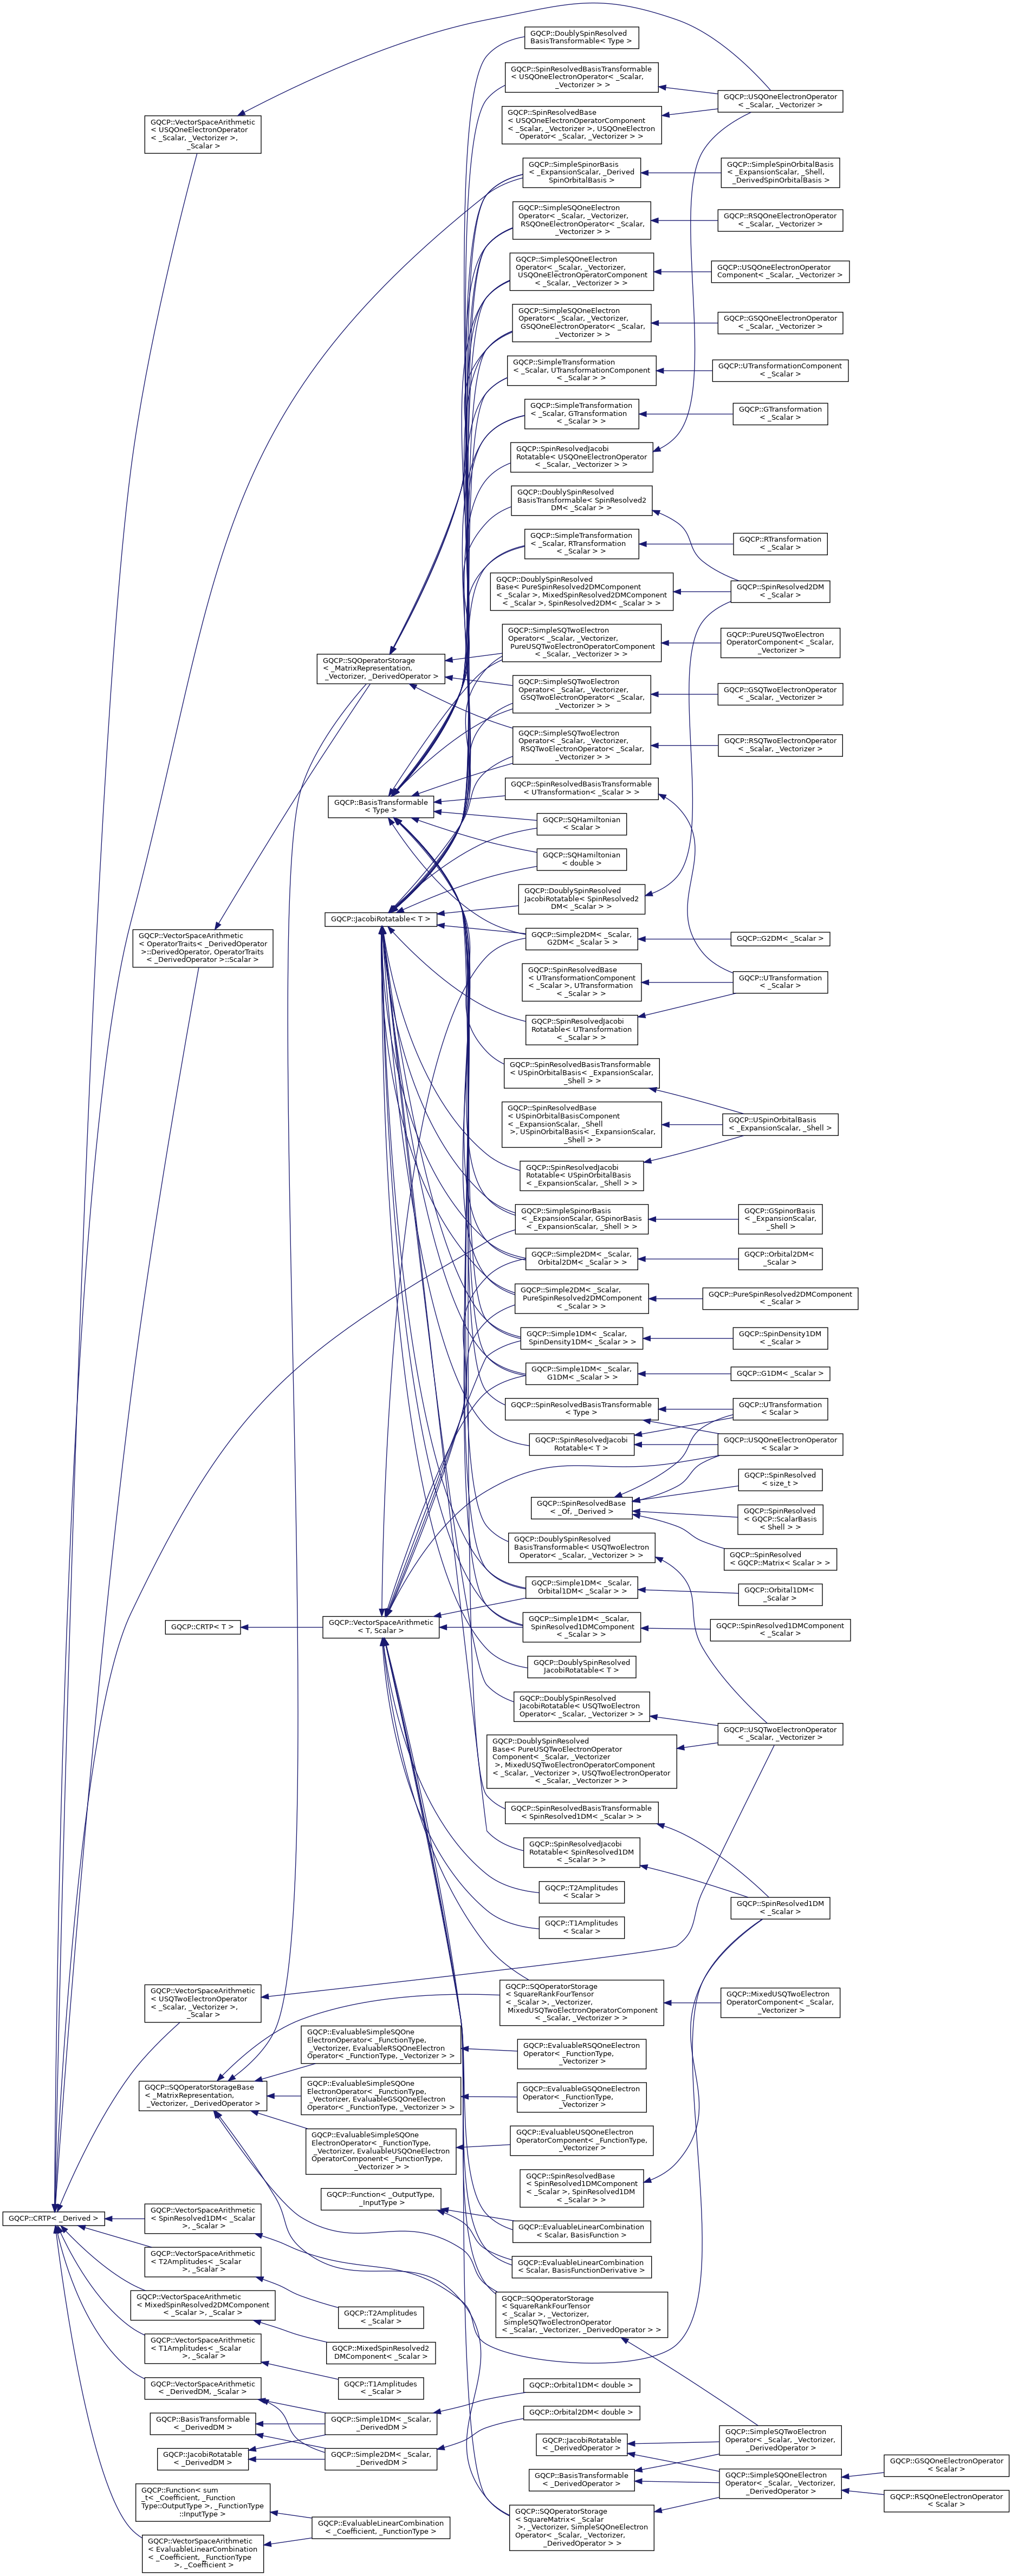 GQCP::CRTP< _Derived >
GQCP::VectorSpaceArithmetic
< USQOneElectronOperator
< _Scalar, _Vectorizer >,
_Scalar >
GQCP::VectorSpaceArithmetic
< OperatorTraits< _DerivedOperator
>::DerivedOperator, OperatorTraits
< _DerivedOperator >::Scalar >
GQCP::CRTP< T >
GQCP::VectorSpaceArithmetic
< USQTwoElectronOperator
< _Scalar, _Vectorizer >,
_Scalar >
GQCP::SQOperatorStorageBase
< _MatrixRepresentation,
_Vectorizer, _DerivedOperator >
GQCP::VectorSpaceArithmetic
< SpinResolved1DM< _Scalar
>, _Scalar >
GQCP::VectorSpaceArithmetic
< T2Amplitudes< _Scalar
>, _Scalar >
GQCP::VectorSpaceArithmetic
< MixedSpinResolved2DMComponent
< _Scalar >, _Scalar >
GQCP::VectorSpaceArithmetic
< T1Amplitudes< _Scalar
>, _Scalar >
GQCP::VectorSpaceArithmetic
< _DerivedDM, _Scalar >
GQCP::BasisTransformable
< _DerivedDM >
GQCP::JacobiRotatable
< _DerivedDM >
GQCP::Function< sum
_t< _Coefficient, _Function
Type::OutputType >, _FunctionType
::InputType >
GQCP::VectorSpaceArithmetic
< EvaluableLinearCombination
< _Coefficient, _FunctionType
>, _Coefficient >
GQCP::SQOperatorStorage
< _MatrixRepresentation,
_Vectorizer, _DerivedOperator >
GQCP::BasisTransformable
< Type >
GQCP::JacobiRotatable< T >
GQCP::VectorSpaceArithmetic
< T, Scalar >
GQCP::EvaluableSimpleSQOne
ElectronOperator< _FunctionType,
_Vectorizer, EvaluableRSQOneElectron
Operator< _FunctionType, _Vectorizer > >
GQCP::EvaluableSimpleSQOne
ElectronOperator< _FunctionType,
_Vectorizer, EvaluableGSQOneElectron
Operator< _FunctionType, _Vectorizer > >
GQCP::EvaluableSimpleSQOne
ElectronOperator< _FunctionType,
_Vectorizer, EvaluableUSQOneElectron
OperatorComponent< _FunctionType,
_Vectorizer > >
GQCP::Function< _OutputType,
_InputType >
GQCP::T2Amplitudes
< _Scalar >
GQCP::MixedSpinResolved2
DMComponent< _Scalar >
GQCP::T1Amplitudes
< _Scalar >
GQCP::Simple1DM< _Scalar,
_DerivedDM >
GQCP::Simple2DM< _Scalar,
_DerivedDM >
GQCP::EvaluableLinearCombination
< _Coefficient, _FunctionType >
GQCP::DoublySpinResolved
BasisTransformable< Type >
GQCP::SpinResolvedBasisTransformable
< USQOneElectronOperator< _Scalar,
_Vectorizer > >
GQCP::SpinResolvedBase
< USQOneElectronOperatorComponent
< _Scalar, _Vectorizer >, USQOneElectron
Operator< _Scalar, _Vectorizer > >
GQCP::SimpleSpinorBasis
< _ExpansionScalar, _Derived
SpinOrbitalBasis >
GQCP::SimpleSQOneElectron
Operator< _Scalar, _Vectorizer,
RSQOneElectronOperator< _Scalar,
_Vectorizer > >
GQCP::SimpleSQOneElectron
Operator< _Scalar, _Vectorizer,
USQOneElectronOperatorComponent
< _Scalar, _Vectorizer > >
GQCP::SimpleSQOneElectron
Operator< _Scalar, _Vectorizer,
GSQOneElectronOperator< _Scalar,
_Vectorizer > >
GQCP::SimpleTransformation
< _Scalar, UTransformationComponent
< _Scalar > >
GQCP::SimpleTransformation
< _Scalar, GTransformation
< _Scalar > >
GQCP::SpinResolvedJacobi
Rotatable< USQOneElectronOperator
< _Scalar, _Vectorizer > >
GQCP::DoublySpinResolved
BasisTransformable< SpinResolved2
DM< _Scalar > >
GQCP::SimpleTransformation
< _Scalar, RTransformation
< _Scalar > >
GQCP::DoublySpinResolved
Base< PureSpinResolved2DMComponent
< _Scalar >, MixedSpinResolved2DMComponent
< _Scalar >, SpinResolved2DM< _Scalar > >
GQCP::SimpleSQTwoElectron
Operator< _Scalar, _Vectorizer,
PureUSQTwoElectronOperatorComponent
< _Scalar, _Vectorizer > >
GQCP::SimpleSQTwoElectron
Operator< _Scalar, _Vectorizer,
GSQTwoElectronOperator< _Scalar,
_Vectorizer > >
GQCP::SimpleSQTwoElectron
Operator< _Scalar, _Vectorizer,
RSQTwoElectronOperator< _Scalar,
_Vectorizer > >
GQCP::SpinResolvedBasisTransformable
< UTransformation< _Scalar > >
GQCP::SQHamiltonian
< Scalar >
GQCP::SQHamiltonian
< double >
GQCP::DoublySpinResolved
JacobiRotatable< SpinResolved2
DM< _Scalar > >
GQCP::Simple2DM< _Scalar,
G2DM< _Scalar > >
GQCP::SpinResolvedBase
< UTransformationComponent
< _Scalar >, UTransformation
< _Scalar > >
GQCP::SpinResolvedJacobi
Rotatable< UTransformation
< _Scalar > >
GQCP::SpinResolvedBasisTransformable
< USpinOrbitalBasis< _ExpansionScalar,
_Shell > >
GQCP::SpinResolvedBase
< USpinOrbitalBasisComponent
< _ExpansionScalar, _Shell
>, USpinOrbitalBasis< _ExpansionScalar,
_Shell > >
GQCP::SpinResolvedJacobi
Rotatable< USpinOrbitalBasis
< _ExpansionScalar, _Shell > >
GQCP::SimpleSpinorBasis
< _ExpansionScalar, GSpinorBasis
< _ExpansionScalar, _Shell > >
GQCP::Simple2DM< _Scalar,
Orbital2DM< _Scalar > >
GQCP::Simple2DM< _Scalar,
PureSpinResolved2DMComponent
< _Scalar > >
GQCP::Simple1DM< _Scalar,
SpinDensity1DM< _Scalar > >
GQCP::Simple1DM< _Scalar,
G1DM< _Scalar > >
GQCP::SpinResolvedBasisTransformable
< Type >
GQCP::SpinResolvedJacobi
Rotatable< T >
GQCP::SpinResolvedBase
< _Of, _Derived >
GQCP::DoublySpinResolved
BasisTransformable< USQTwoElectron
Operator< _Scalar, _Vectorizer > >
GQCP::Simple1DM< _Scalar,
Orbital1DM< _Scalar > >
GQCP::Simple1DM< _Scalar,
SpinResolved1DMComponent
< _Scalar > >
GQCP::DoublySpinResolved
JacobiRotatable< T >
GQCP::DoublySpinResolved
JacobiRotatable< USQTwoElectron
Operator< _Scalar, _Vectorizer > >
GQCP::DoublySpinResolved
Base< PureUSQTwoElectronOperator
Component< _Scalar, _Vectorizer
>, MixedUSQTwoElectronOperatorComponent
< _Scalar, _Vectorizer >, USQTwoElectronOperator
< _Scalar, _Vectorizer > >
GQCP::SpinResolvedBasisTransformable
< SpinResolved1DM< _Scalar > >
GQCP::SpinResolvedJacobi
Rotatable< SpinResolved1DM
< _Scalar > >
GQCP::T2Amplitudes
< Scalar >
GQCP::T1Amplitudes
< Scalar >
GQCP::SQOperatorStorage
< SquareRankFourTensor
< _Scalar >, _Vectorizer,
MixedUSQTwoElectronOperatorComponent
< _Scalar, _Vectorizer > >
GQCP::EvaluableRSQOneElectron
Operator< _FunctionType,
_Vectorizer >
GQCP::EvaluableGSQOneElectron
Operator< _FunctionType,
_Vectorizer >
GQCP::EvaluableUSQOneElectron
OperatorComponent< _FunctionType,
_Vectorizer >
GQCP::SpinResolvedBase
< SpinResolved1DMComponent
< _Scalar >, SpinResolved1DM
< _Scalar > >
GQCP::EvaluableLinearCombination
< Scalar, BasisFunction >
GQCP::EvaluableLinearCombination
< Scalar, BasisFunctionDerivative >
GQCP::SQOperatorStorage
< SquareRankFourTensor
< _Scalar >, _Vectorizer,
SimpleSQTwoElectronOperator
< _Scalar, _Vectorizer, _DerivedOperator > >
GQCP::Orbital1DM< double >
GQCP::Orbital2DM< double >
GQCP::JacobiRotatable
< _DerivedOperator >
GQCP::BasisTransformable
< _DerivedOperator >
GQCP::SQOperatorStorage
< SquareMatrix< _Scalar
>, _Vectorizer, SimpleSQOneElectron
Operator< _Scalar, _Vectorizer,
_DerivedOperator > >
GQCP::USQOneElectronOperator
< _Scalar, _Vectorizer >
GQCP::SimpleSpinOrbitalBasis
< _ExpansionScalar, _Shell,
_DerivedSpinOrbitalBasis >
GQCP::RSQOneElectronOperator
< _Scalar, _Vectorizer >
GQCP::USQOneElectronOperator
Component< _Scalar, _Vectorizer >
GQCP::GSQOneElectronOperator
< _Scalar, _Vectorizer >
GQCP::UTransformationComponent
< _Scalar >
GQCP::GTransformation
< _Scalar >
GQCP::RTransformation
< _Scalar >
GQCP::SpinResolved2DM
< _Scalar >
GQCP::PureUSQTwoElectron
OperatorComponent< _Scalar,
_Vectorizer >
GQCP::GSQTwoElectronOperator
< _Scalar, _Vectorizer >
GQCP::RSQTwoElectronOperator
< _Scalar, _Vectorizer >
GQCP::G2DM< _Scalar >
GQCP::UTransformation
< _Scalar >
GQCP::USpinOrbitalBasis
< _ExpansionScalar, _Shell >
GQCP::GSpinorBasis
< _ExpansionScalar,
_Shell >
GQCP::Orbital2DM<
_Scalar >
GQCP::PureSpinResolved2DMComponent
< _Scalar >
GQCP::SpinDensity1DM
< _Scalar >
GQCP::G1DM< _Scalar >
GQCP::UTransformation
< Scalar >
GQCP::USQOneElectronOperator
< Scalar >
GQCP::SpinResolved
< size_t >
GQCP::SpinResolved
< GQCP::ScalarBasis
< Shell > >
GQCP::SpinResolved
< GQCP::Matrix< Scalar > >
GQCP::Orbital1DM<
_Scalar >
GQCP::SpinResolved1DMComponent
< _Scalar >
GQCP::USQTwoElectronOperator
< _Scalar, _Vectorizer >
GQCP::SpinResolved1DM
< _Scalar >
GQCP::MixedUSQTwoElectron
OperatorComponent< _Scalar,
_Vectorizer >
GQCP::SimpleSQTwoElectron
Operator< _Scalar, _Vectorizer,
_DerivedOperator >
GQCP::SimpleSQOneElectron
Operator< _Scalar, _Vectorizer,
_DerivedOperator >
GQCP::GSQOneElectronOperator
< Scalar >
GQCP::RSQOneElectronOperator
< Scalar >